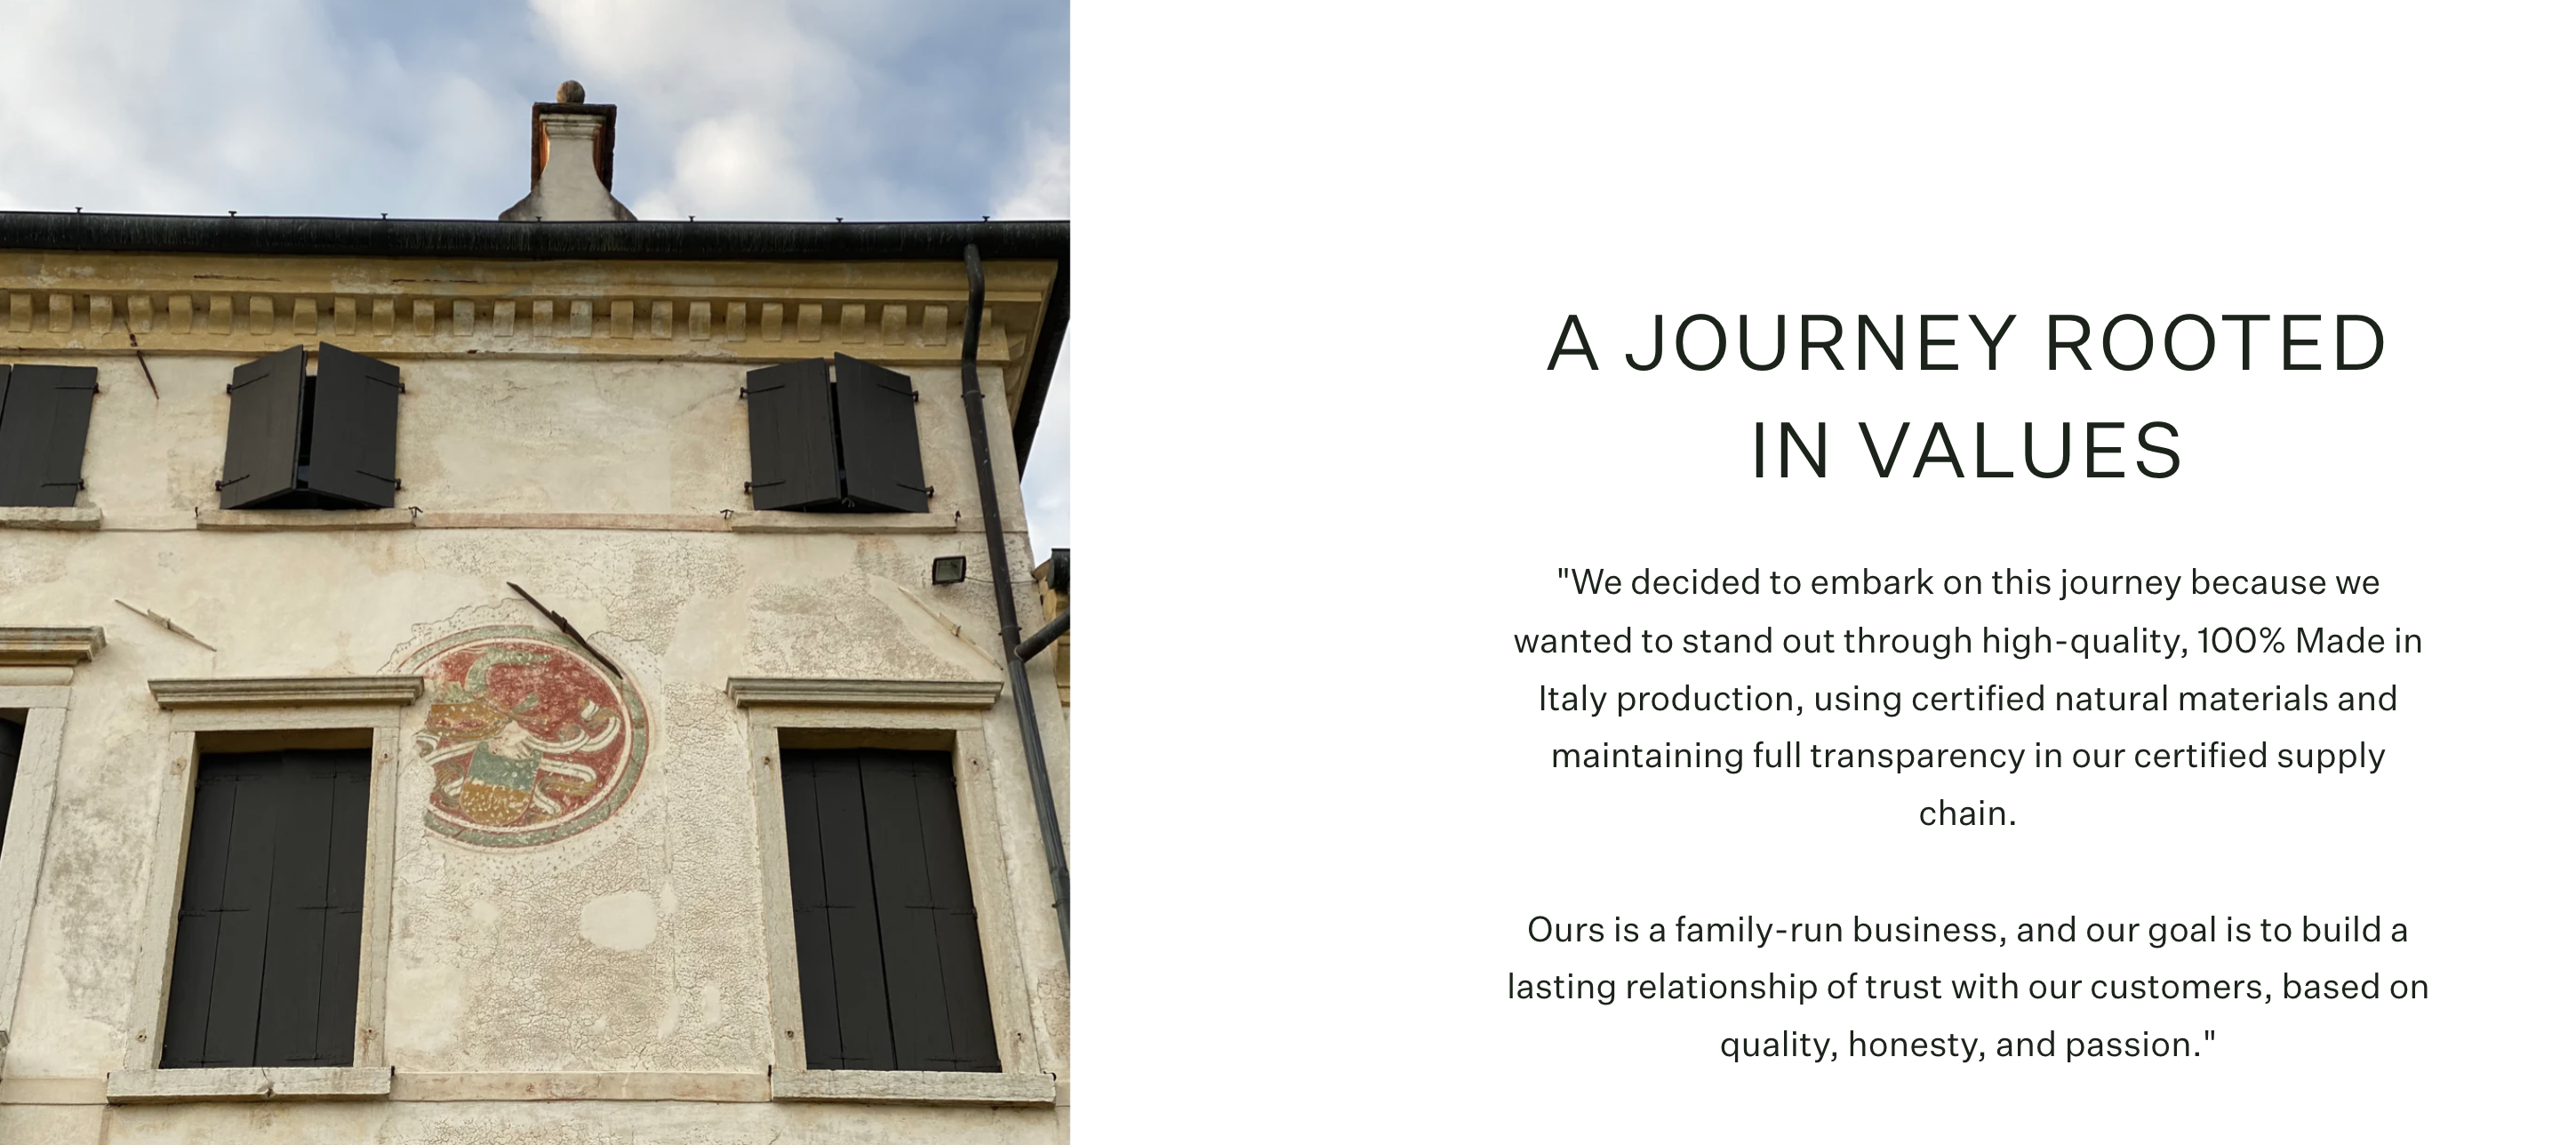 A JOURNEY ROOTED
IN VALUES
"We decided to embark on this journey because we
wanted to stand out through high-quality, 100% Made in
Italy production, using certified natural materials and
maintaining full transparency in our certified supply
chain.
Ours is a family-run business, and our goal is to build a
lasting relationship of trust with our customers, based on
quality, honesty, and passion."